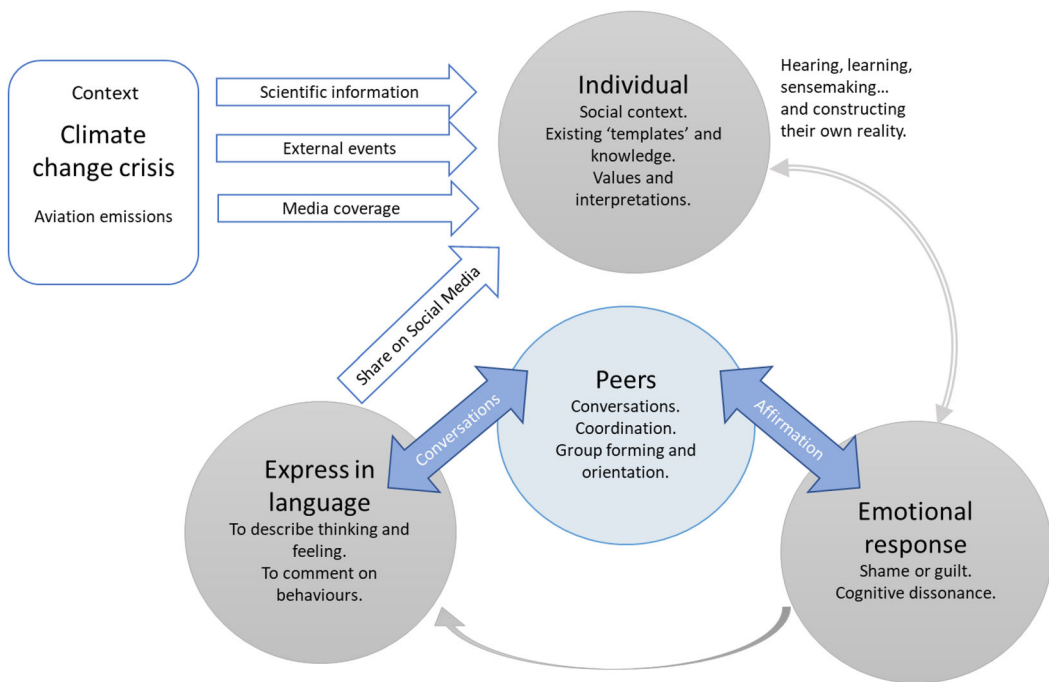 Context
Climate
change crisis
Aviation emissions
Scientific information
External events
Media coverage
Share on Social Media
Individual
Social context.
Existing ‘templates’ and
knowledge.
Values and
interpretations.
Hearing, learning,
sensemaking...
and constructing
their own reality.
Peers
Conversations.
Coordination.
Group forming and
orientation.
Conversations
Affirmation
Express in
language
To describe thinking and
feeling.
To comment on
behaviours.
Emotional
response
Shame or guilt.
Cognitive dissonance.